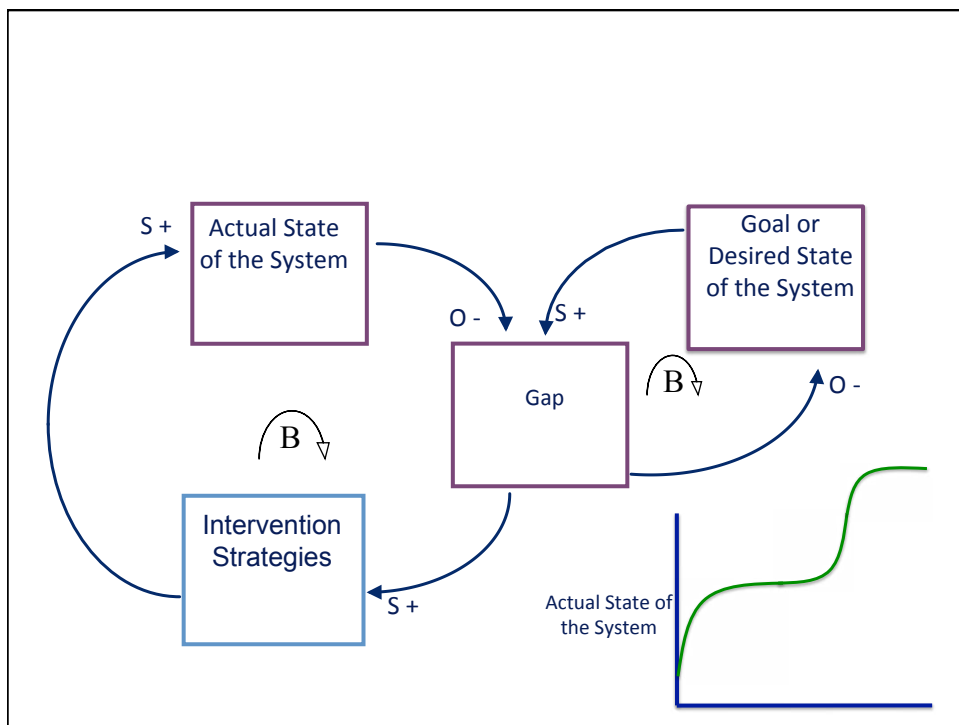 S +
Actual State
of the System
Goal or
Desired State
of the System
O -
S +
Gap
B
O -
B
Intervention
Strategies
S +
Actual State of
the System